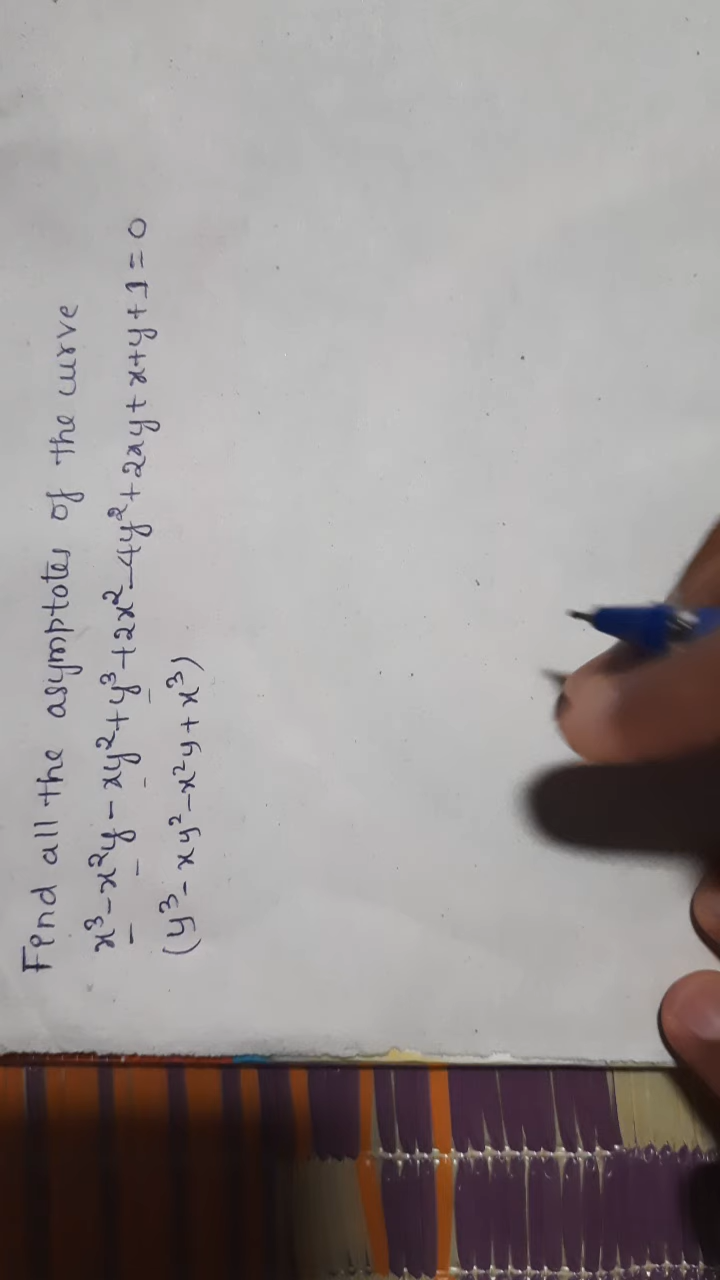 Find all the asymptotes of the curve
x³-x²y-xy²+y³+2x²-4y²+2xy+x+y+1=0
(y³-xy²-x²y+x³)